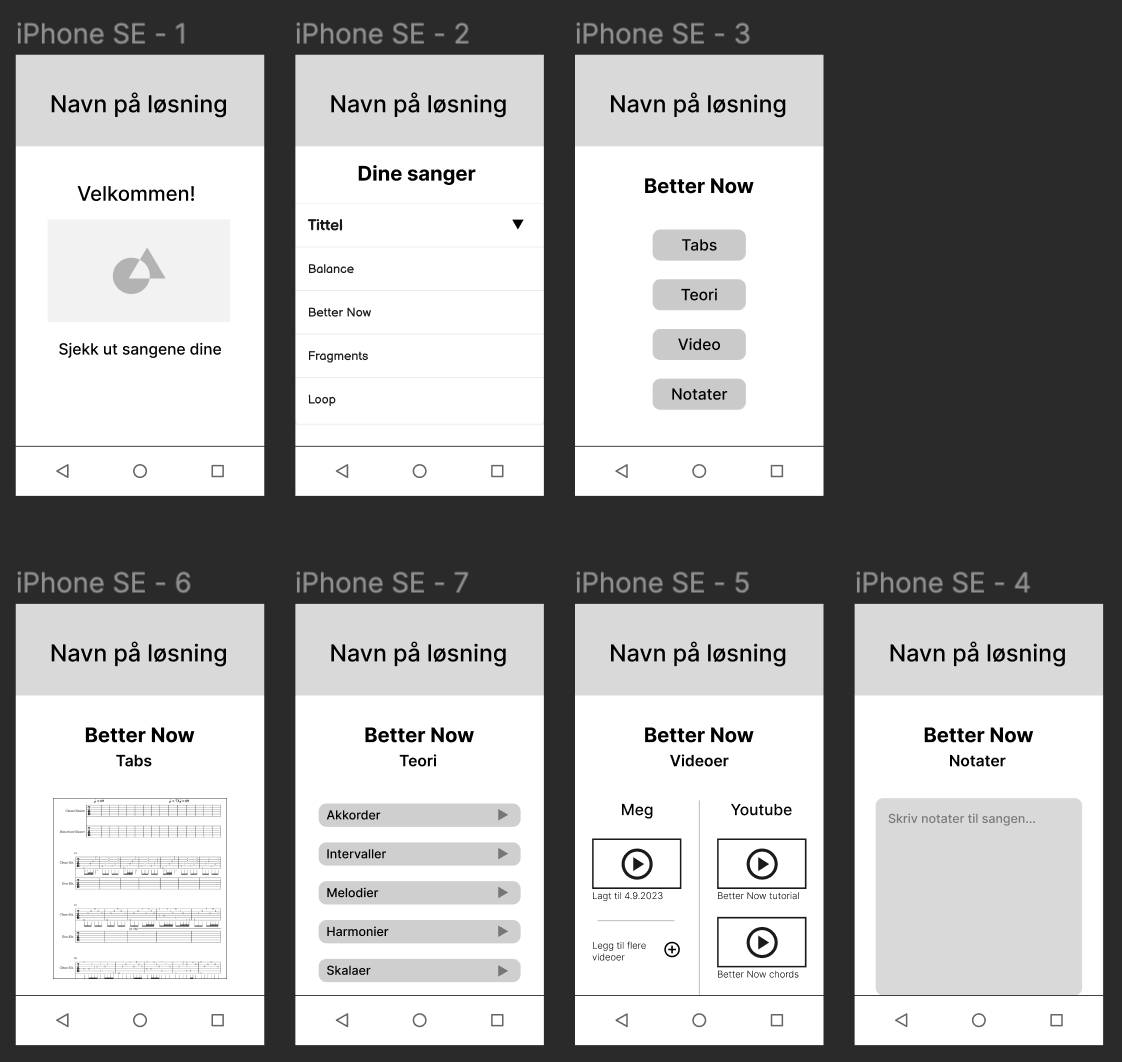 iPhone SE - 1
Navn på løsning
Velkommen!
Sjekk ut sangene dine
iPhone SE - 2
Navn på løsning
Dine sanger
Tittel
Balance
Better Now
Fragments
Loop
iPhone SE - 3
Navn på løsning
Better Now
Tabs
Teori
Video
Notater
iPhone SE - 6
Navn på løsning
Better Now
Tabs
iPhone SE - 7
Navn på løsning
Better Now
Teori
Akkorder
Intervaller
Melodier
Harmonier
Skalaer
iPhone SE - 5
Navn på løsning
Better Now
Videoer
Meg
Lagt til 4.9.2023
Legg til flere
videoer
Youtube
Better Now tutorial
Better Now chords
iPhone SE - 4
Navn på løsning
Better Now
Notater
Skriv notater til sangen...